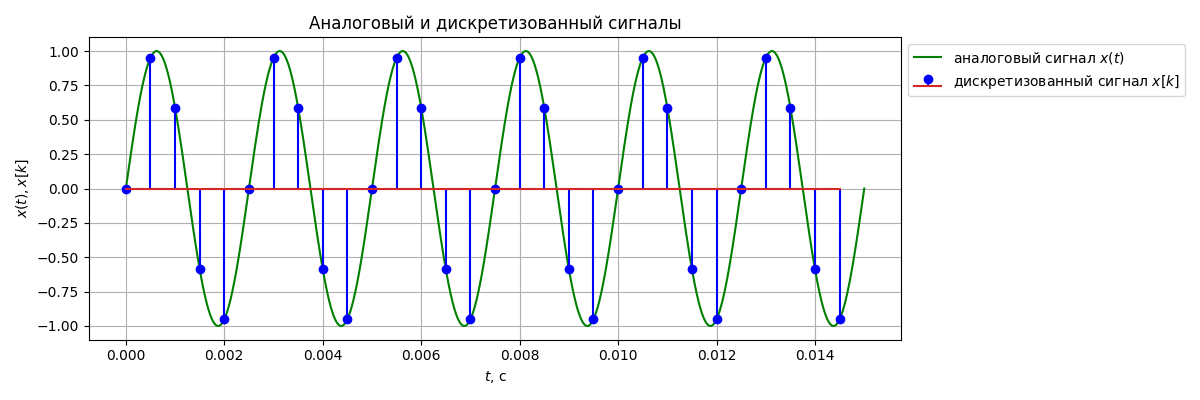 Аналоговый и дискретизованный сигналы
аналоговый сигнал x(t)
дискретизованный сигнал x[k]
x(t), x[k]
1.00
0.75
0.50
0.25
0.00
−0.25
−0.50
−0.75
−1.00
0.000 0.002 0.004 0.006 0.008 0.010 0.012 0.014
t, с